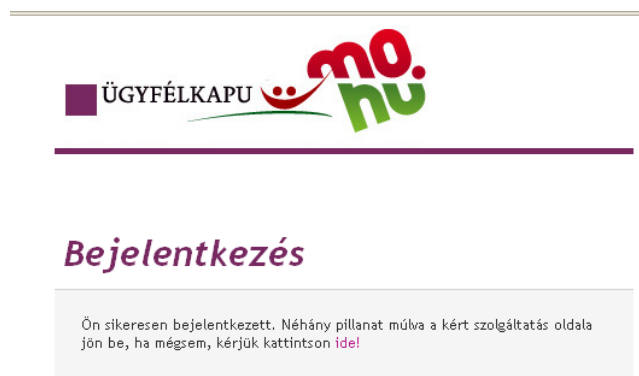 ÜGYFÉLKAPU
mo.
hu
Bejelentkezés
Ön sikeresen bejelentkezett. Néhány pillanat múlva a kért szolgáltatás oldala
jön be, ha mégsem, kérjük kattintson ide!